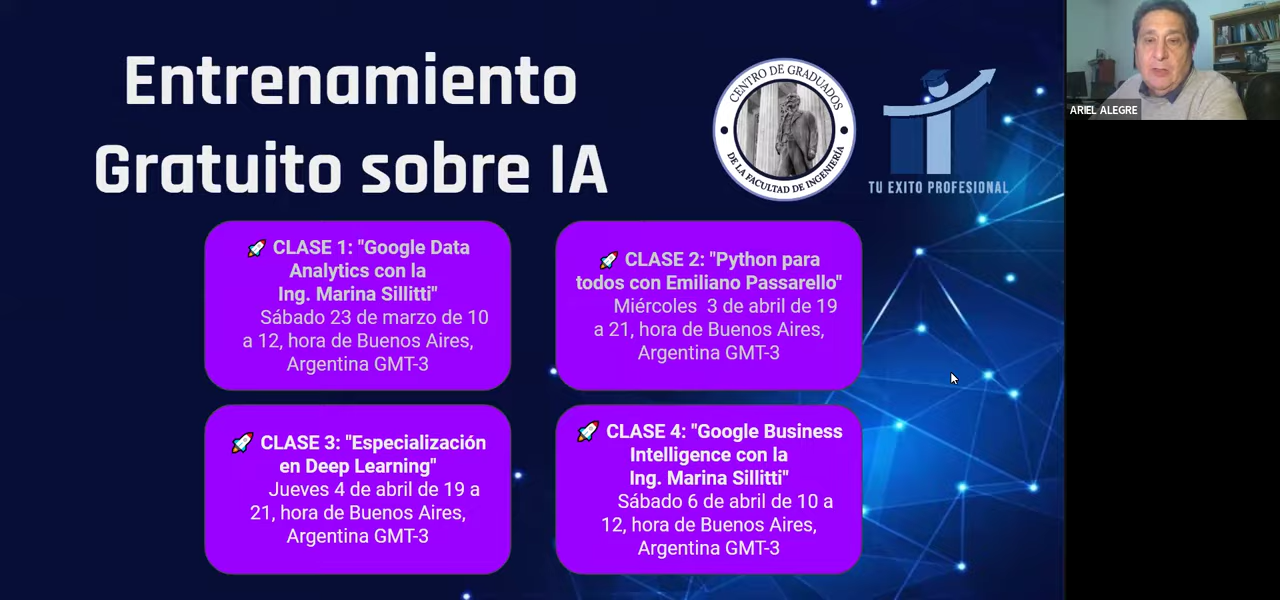 Entrenamiento
Gratuito sobre IA
CENTRO DE GRADUADOS
DE LA FACULTAD DE INGENIERÍA
TU EXITO PROFESIONAL
ARIEL ALEGRE
🚀 CLASE 1: "Google Data
Analytics con la
Ing. Marina Sillitti"
Sábado 23 de marzo de 10
a 12, hora de Buenos Aires,
Argentina GMT-3
🚀 CLASE 2: "Python para
todos con Emiliano Passarello"
Miércoles 3 de abril de 19
a 21, hora de Buenos Aires,
Argentina GMT-3
🚀 CLASE 3: "Especialización
en Deep Learning"
Jueves 4 de abril de 19 a
21, hora de Buenos Aires,
Argentina GMT-3
🚀 CLASE 4: "Google Business
Intelligence con la
Ing. Marina Sillitti"
Sábado 6 de abril de 10 a
12, hora de Buenos Aires,
Argentina GMT-3